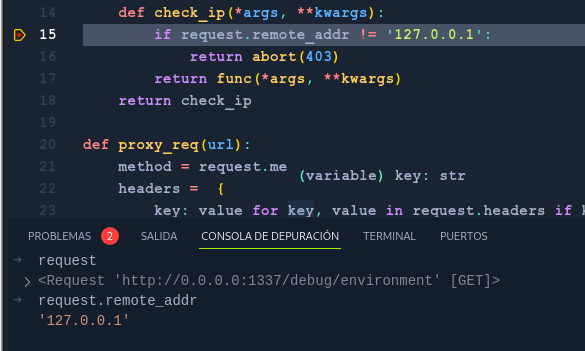 14 def check_ip(*args, **kwargs):
15 if request.remote_addr != '127.0.0.1':
16 return abort(403)
17 return func(*args, **kwargs)
18 return check_ip
19
20 def proxy_req(url):
21 method = request.me
(variable) key: str
22 headers = {
23 key: value for key, value in request.headers if k
PROBLEMAS 2 SALIDA CONSOLA DE DEPURACIÓN TERMINAL PUERTOS
→ request
> <Request 'http://0.0.0.0:1337/debug/environment' [GET]>
→ request.remote_addr
'127.0.0.1'